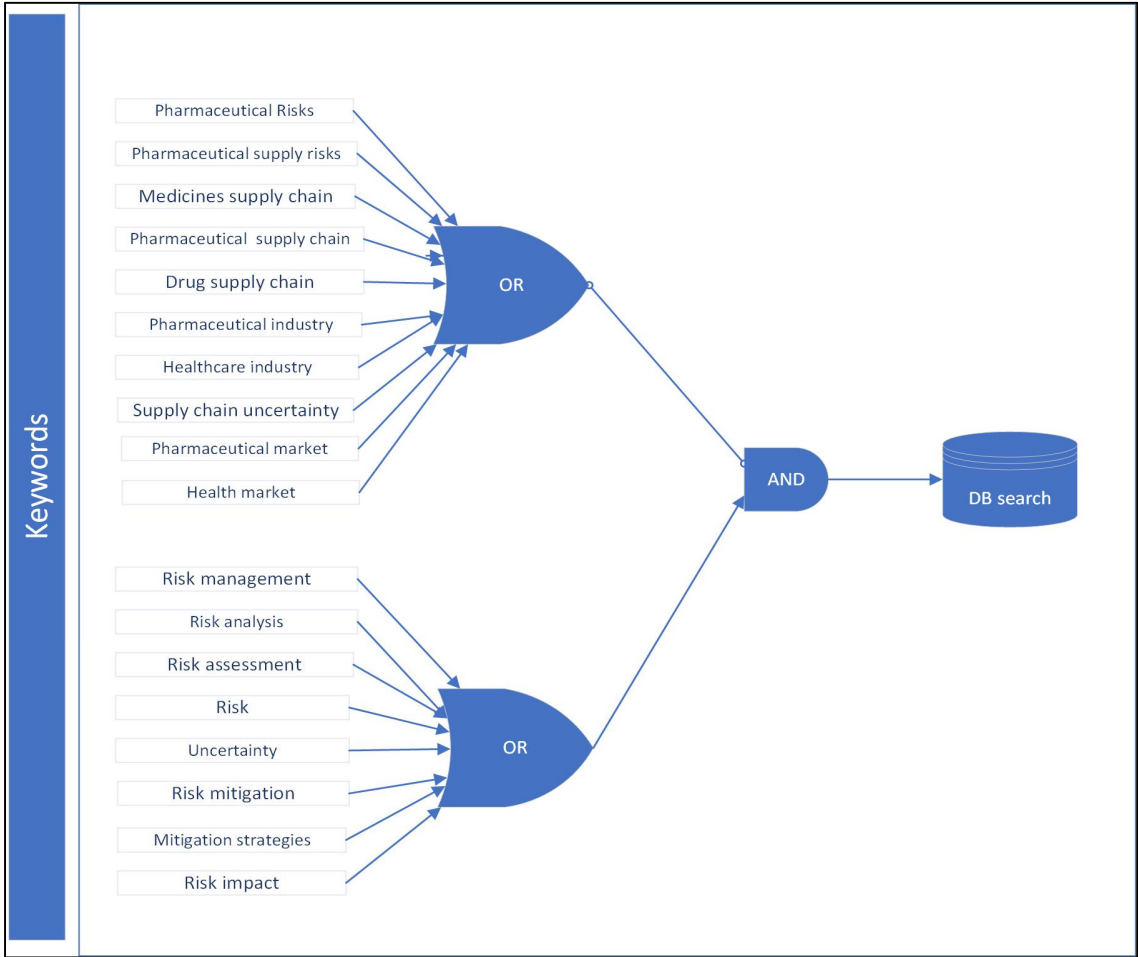 Keywords
Pharmaceutical Risks
Pharmaceutical supply risks
Medicines supply chain
Pharmaceutical supply chain
Drug supply chain
Pharmaceutical industry
Healthcare industry
Supply chain uncertainty
Pharmaceutical market
Health market
OR
Risk management
Risk analysis
Risk assessment
Risk
Uncertainty
Risk mitigation
Mitigation strategies
Risk impact
OR
AND
DB search